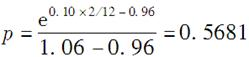 p = e^{0.10×2/12−0.96} / 1.06−0.96 = 0.5681